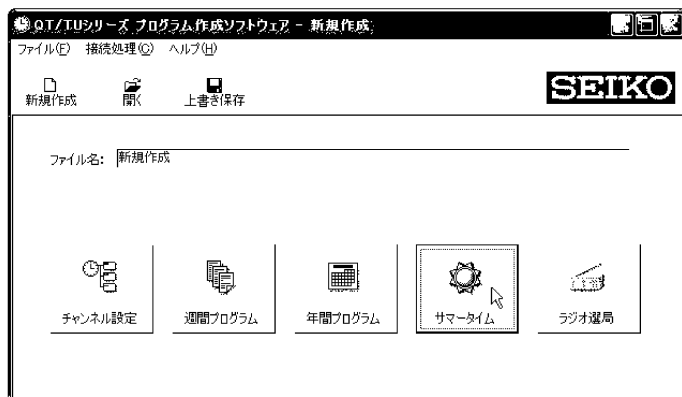 QT/TUシリーズ プログラム作成ソフトウェア - 新規作成
ファイル(F) 接続処理(C) ヘルプ(H)
新規作成 開く 上書き保存
SEIKO
ファイル名: 新規作成
チャンネル設定 週間プログラム 年間プログラム サマータイム ラジオ選局